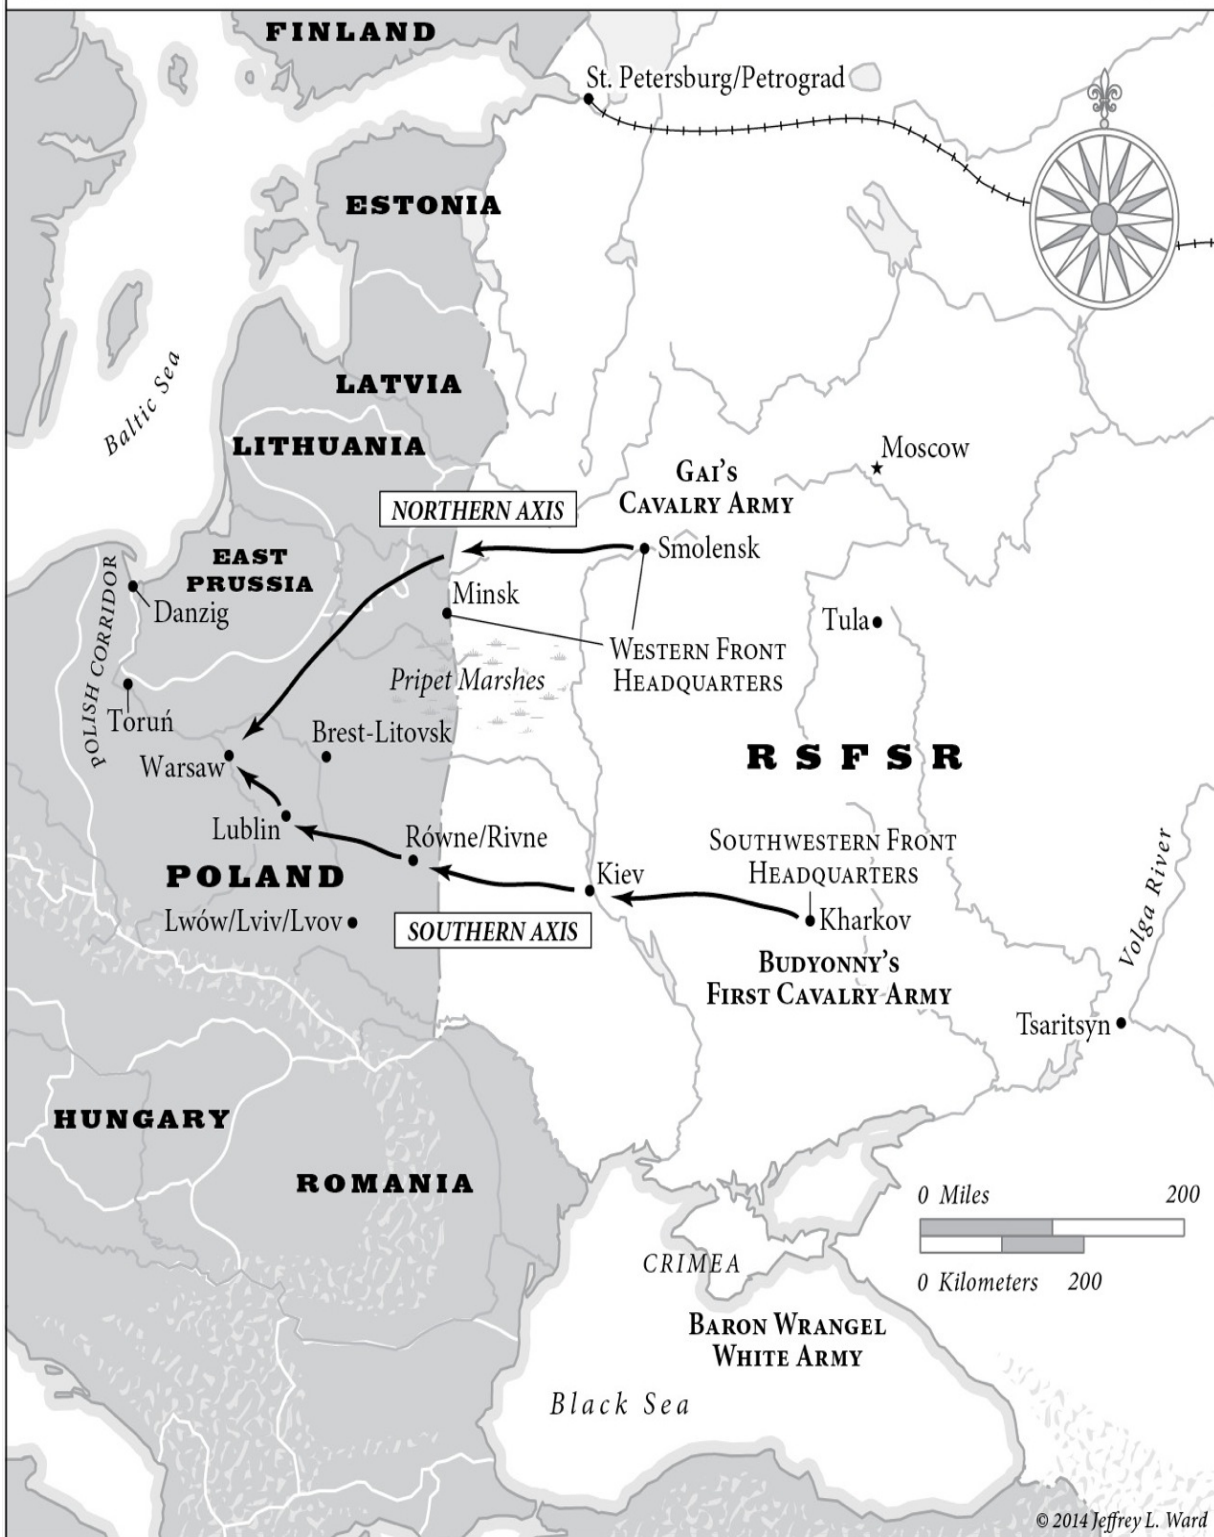 FINLAND
St. Petersburg/Petrograd
ESTONIA
Baltic Sea
LATVIA
LITHUANIA
Moscow
GAI'S
CAVALRY ARMY
NORTHERN AXIS
Smolensk
EAST
PRUSSIA
POLISH CORRIDOR
Danzig
Minsk
Tula
WESTERN FRONT
HEADQUARTERS
Pripet Marshes
Toruń
Brest-Litovsk
Warsaw
RSFSR
Lublin
Równe/Rivne
SOUTHWESTERN FRONT
HEADQUARTERS
POLAND
Kiev
Volga River
Lwów/Lviv/Lvov
SOUTHERN AXIS
Kharkov
BUDYONNY'S
FIRST CAVALRY ARMY
Tsaritsyn
HUNGARY
ROMANIA
0 Miles 200
CRIMEA
0 Kilometers 200
BARON WRANGEL
WHITE ARMY
Black Sea
© 2014 Jeffrey L. Ward